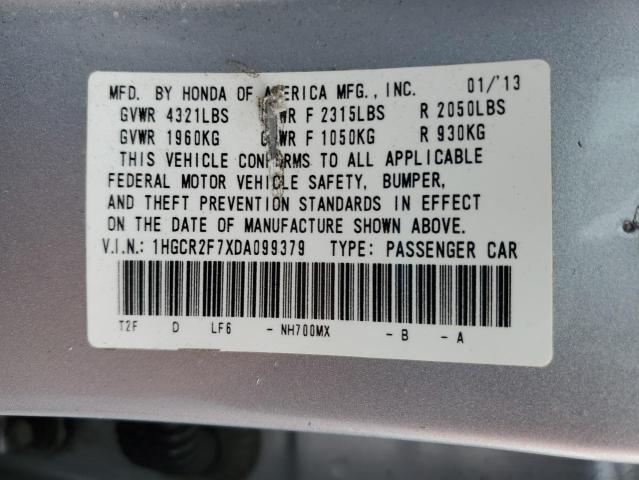 MFD. BY HONDA OF AMERICA MFG., INC. 01/'13
GVWR 4321LBS GAWR F 2315LBS R 2050LBS
GVWR 1960KG GAWR F 1050KG R 930KG
THIS VEHICLE CONFORMS TO ALL APPLICABLE
FEDERAL MOTOR VEHICLE SAFETY, BUMPER,
AND THEFT PREVENTION STANDARDS IN EFFECT
ON THE DATE OF MANUFACTURE SHOWN ABOVE.
V.I.N.: 1HGCR2F7XDA099379 TYPE: PASSENGER CAR
T2F D LF6 - NH700MX - B - A